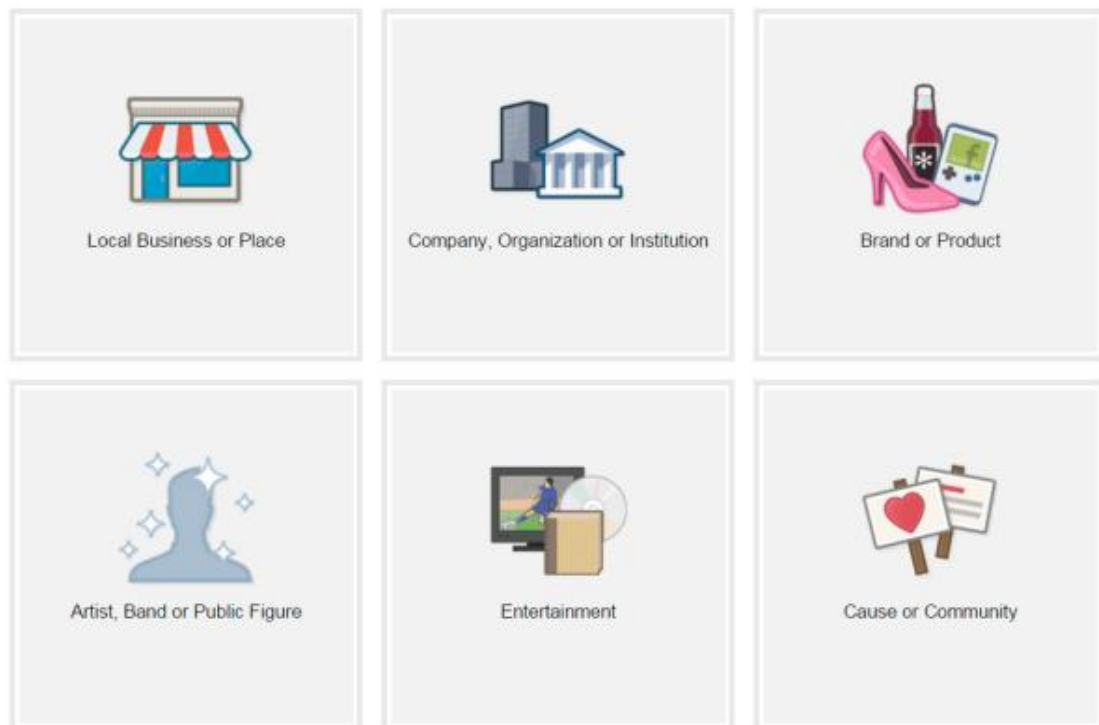 Local Business or Place
Company, Organization or Institution
Brand or Product
Artist, Band or Public Figure
Entertainment
Cause or Community